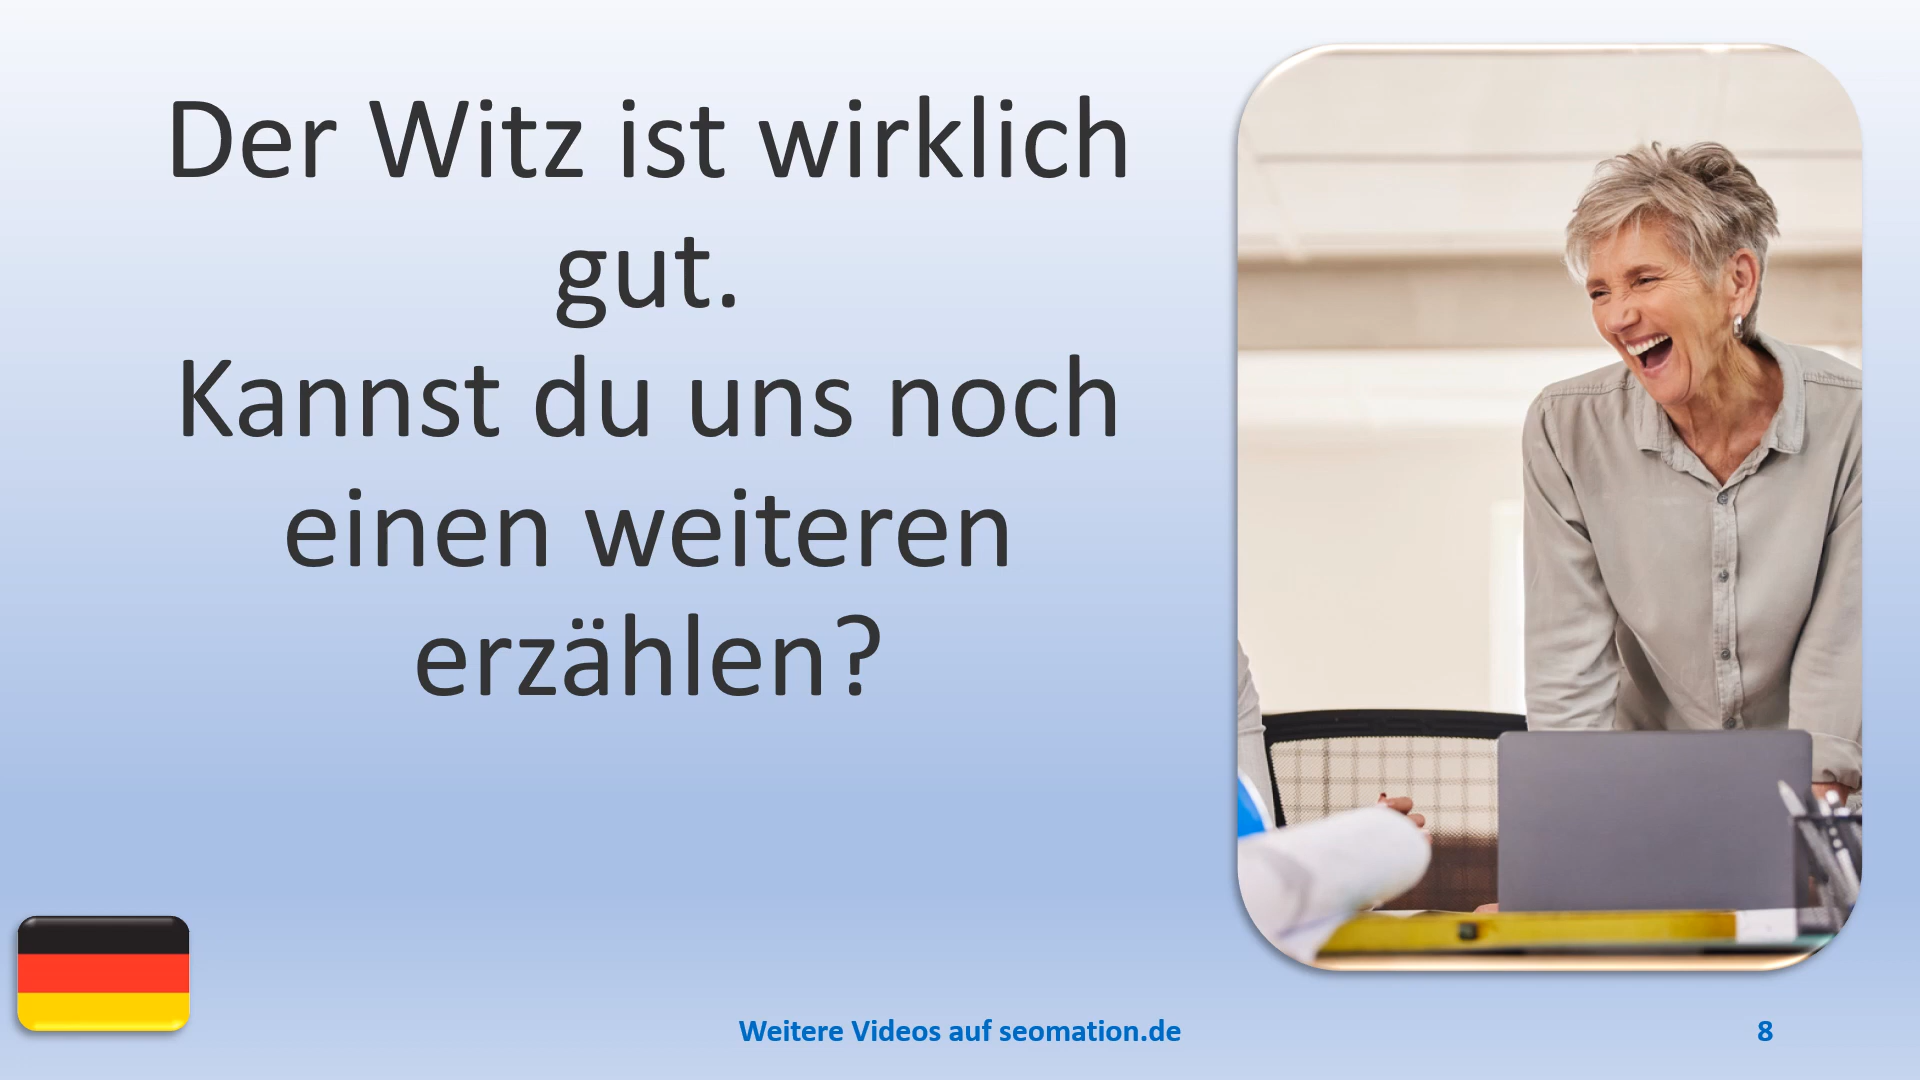 Der Witz ist wirklich
gut.
Kannst du uns noch
einen weiteren
erzählen?
Weitere Videos auf seomation.de
8